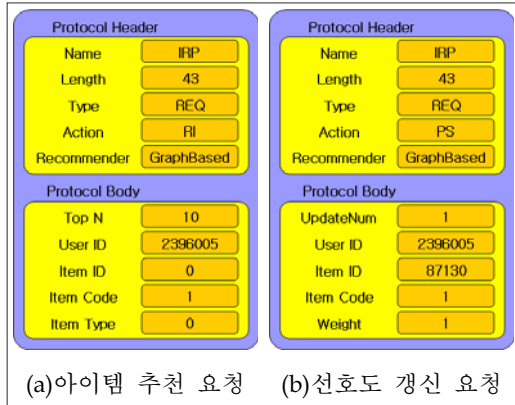 Protocol Header
Name IRP
Length 43
Type REQ
Action RI
Recommender GraphBased
Protocol Body
Top N 10
User ID 2396005
Item ID 0
Item Code 1
Item Type 0
(a)아이템 추천 요청
Protocol Header
Name IRP
Length 43
Type REQ
Action PS
Recommender GraphBased
Protocol Body
UpdateNum 1
User ID 2396005
Item ID 87130
Item Code 1
Weight 1
(b)선호도 갱신 요청